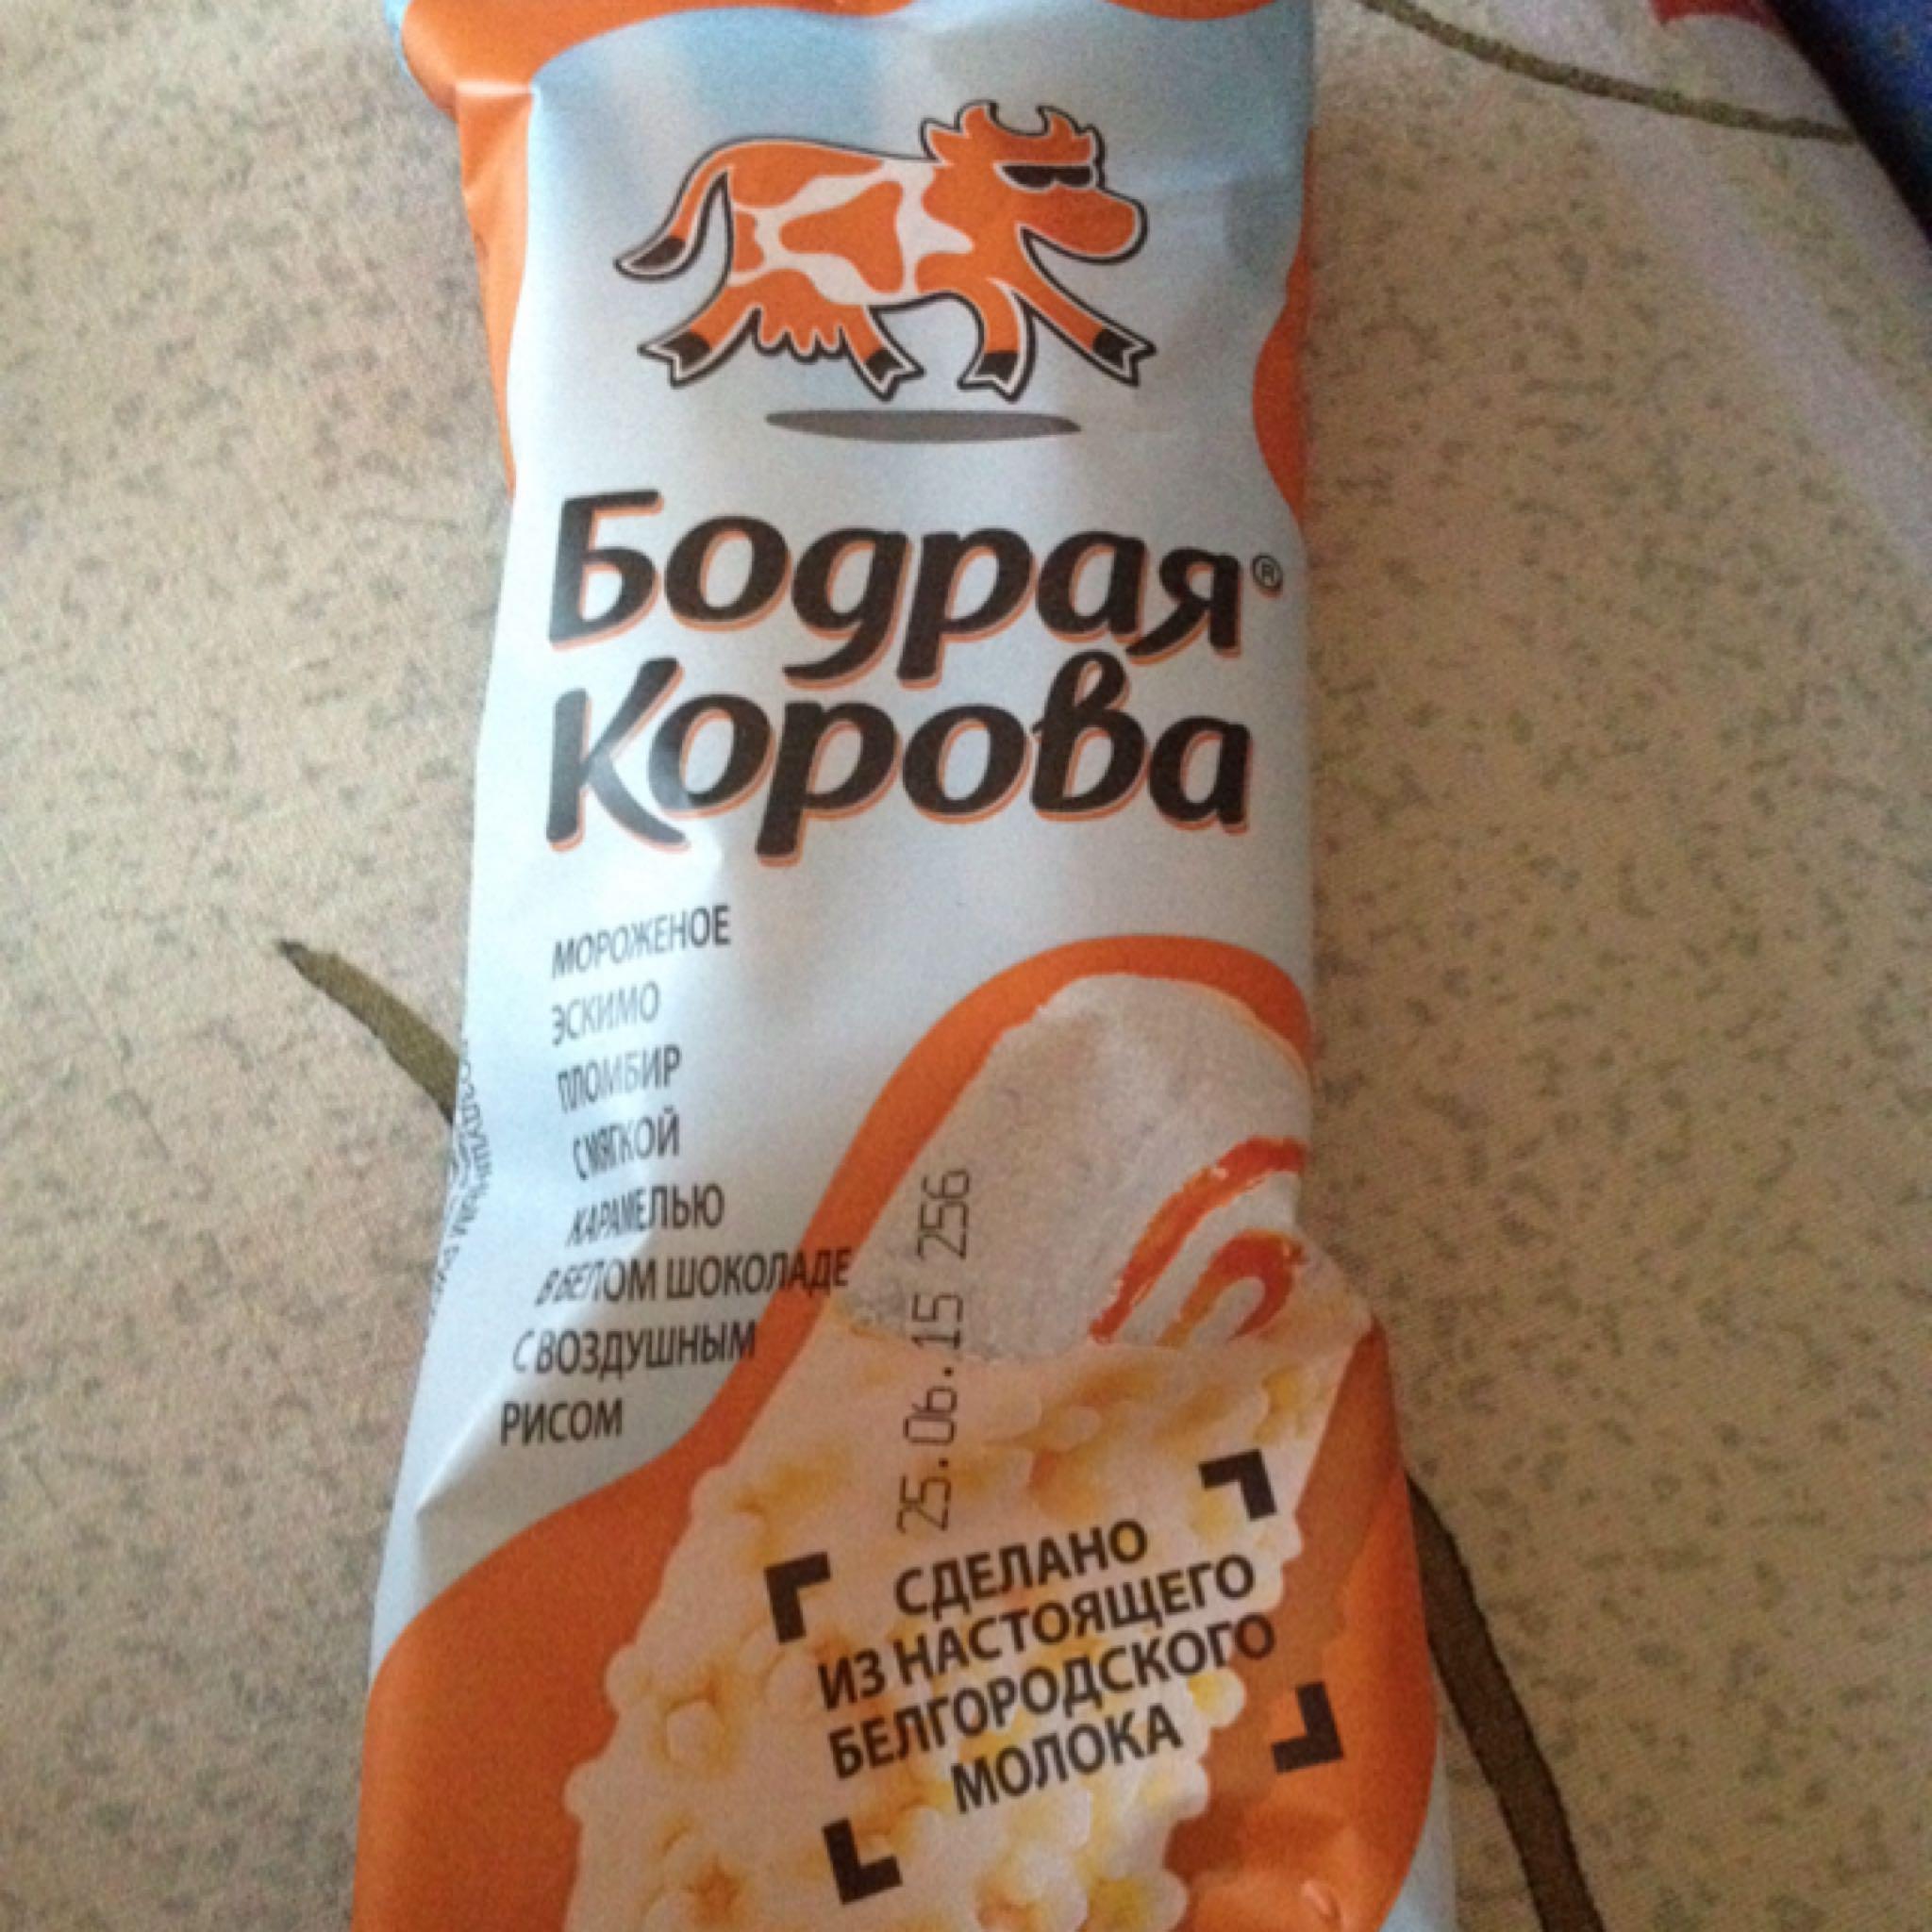 Бодрая®
Корова
МОРОЖЕНОЕ
ЭСКИМО
ПЛОМБИР
С МЯГКОЙ
КАРАМЕЛЬЮ
В БЕЛОМ ШОКОЛАДЕ
С ВОЗДУШНЫМ
РИСОМ
25.06.15 256
СДЕЛАНО
ИЗ НАСТОЯЩЕГО
БЕЛГОРОДСКОГО
МОЛОКА